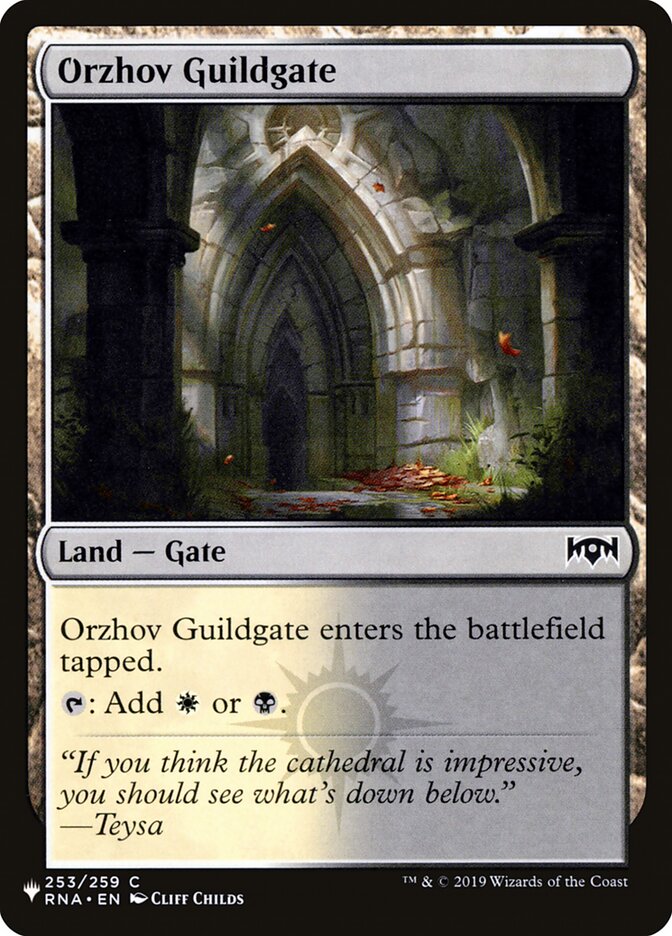 Orzhov Guildgate
Land — Gate
Orzhov Guildgate enters the battlefield
tapped.
: Add or .
“If you think the cathedral is impressive,
you should see what’s down below.”
—Teysa
253/259 C
RNA • EN Cliff Childs
™ & © 2019 Wizards of the Coast